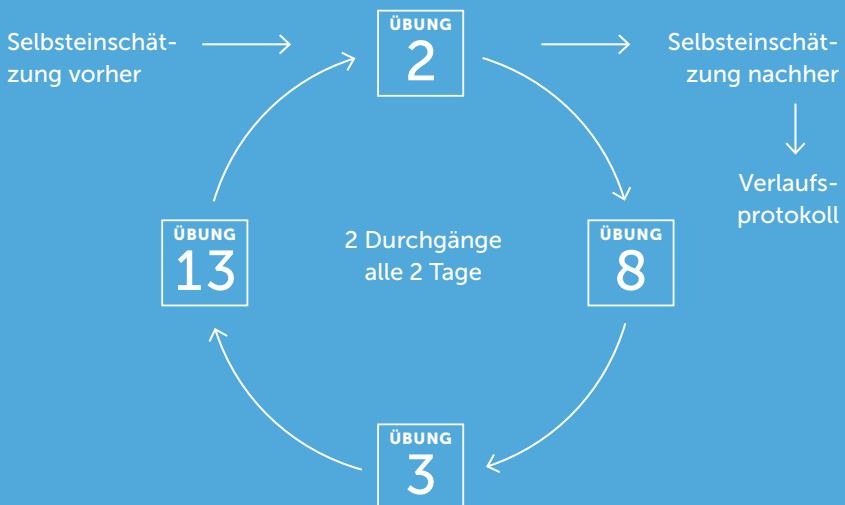 Selbsteinschät-
zung vorher
ÜBUNG
2
Selbsteinschät-
zung nachher
Verlaufs-
protokoll
ÜBUNG
13
2 Durchgänge
alle 2 Tage
ÜBUNG
8
ÜBUNG
3